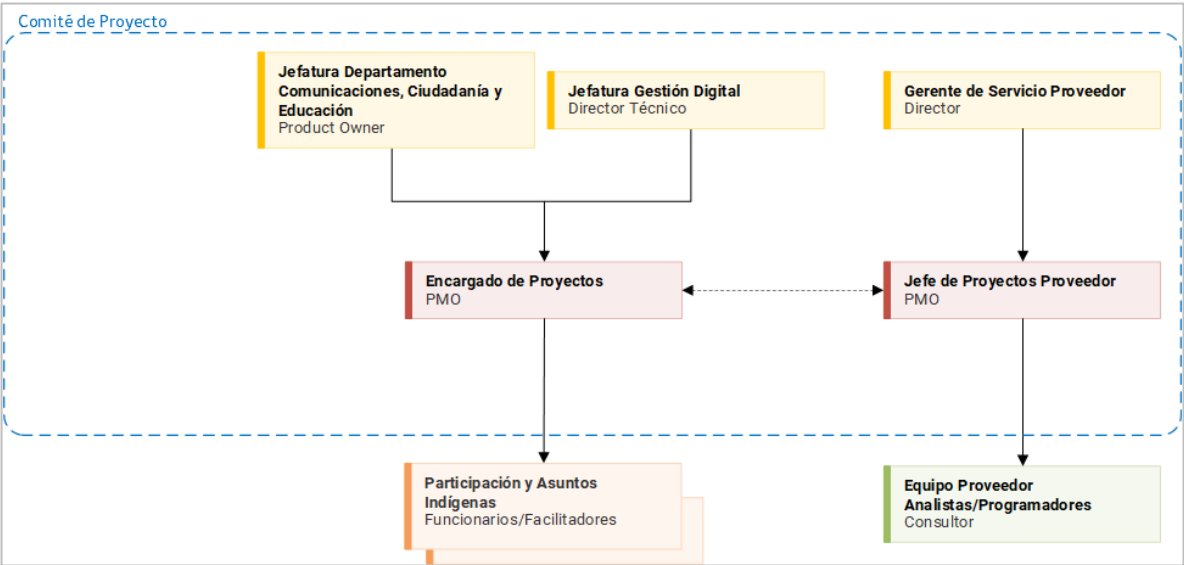 Comité de Proyecto
Jefatura Departamento
Comunicaciones, Ciudadanía y
Educación
Product Owner
Jefatura Gestión Digital
Director Técnico
Gerente de Servicio Proveedor
Director
Encargado de Proyectos
PMO
Jefe de Proyectos Proveedor
PMO
Participación y Asuntos
Indígenas
Funcionarios/Facilitadores
Equipo Proveedor
Analistas/Programadores
Consultor